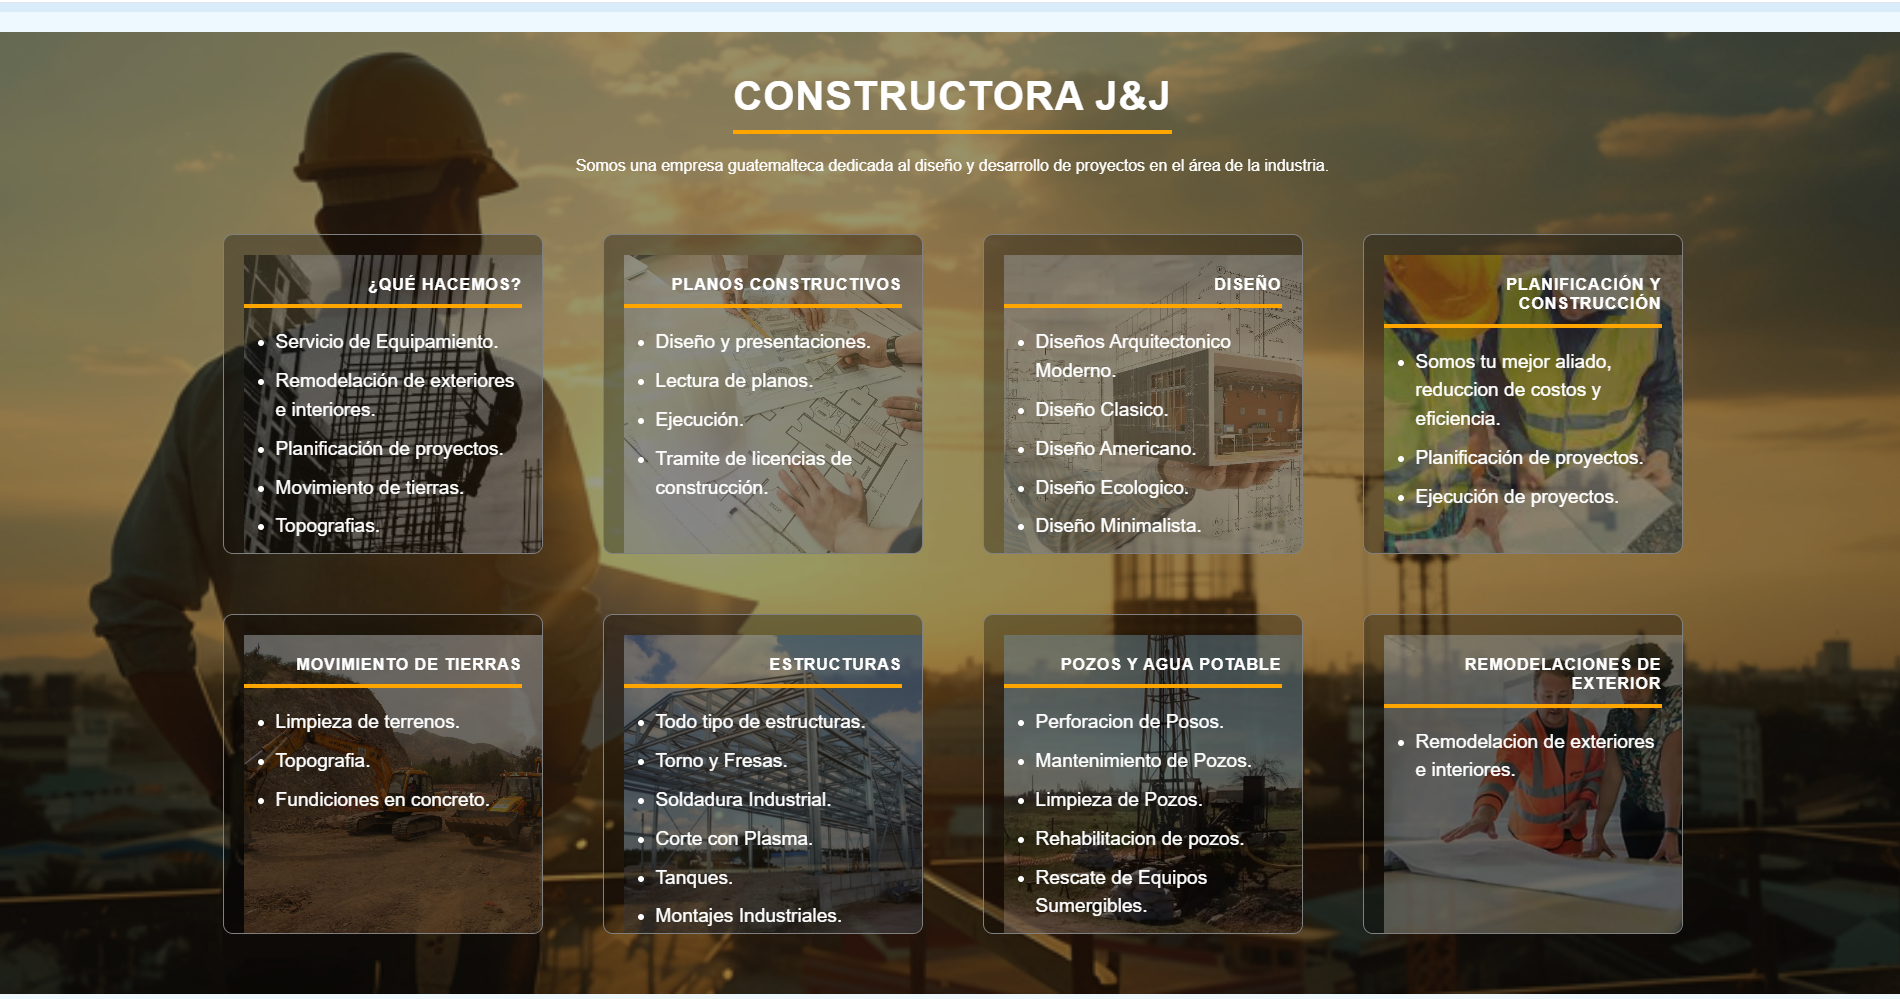 CONSTRUCTORA J&J
Somos una empresa guatemalteca dedicada al diseño y desarrollo de proyectos en el área de la industria.
¿QUÉ HACEMOS?
Servicio de Equipamiento.
Remodelación de exteriores
e interiores.
Planificación de proyectos.
Movimiento de tierras.
Topografias.
PLANOS CONSTRUCTIVOS
Diseño y presentaciones.
Lectura de planos.
Ejecución.
Tramite de licencias de
construcción.
DISEÑO
Diseños Arquitectonico
Moderno.
Diseño Clasico.
Diseño Americano.
Diseño Ecologico.
Diseño Minimalista.
PLANIFICACIÓN Y
CONSTRUCCIÓN
Somos tu mejor aliado,
reduccion de costos y
eficiencia.
Planificación de proyectos.
Ejecución de proyectos.
MOVIMIENTO DE TIERRAS
Limpieza de terrenos.
Topografia.
Fundiciones en concreto.
ESTRUCTURAS
Todo tipo de estructuras.
Torno y Fresas.
Soldadura Industrial.
Corte con Plasma.
Tanques.
Montajes Industriales.
POZOS Y AGUA POTABLE
Perforacion de Posos.
Mantenimiento de Pozos.
Limpieza de Pozos.
Rehabilitacion de pozos.
Rescate de Equipos
Sumergibles.
REMODELACIONES DE
EXTERIOR
Remodelacion de exteriores
e interiores.